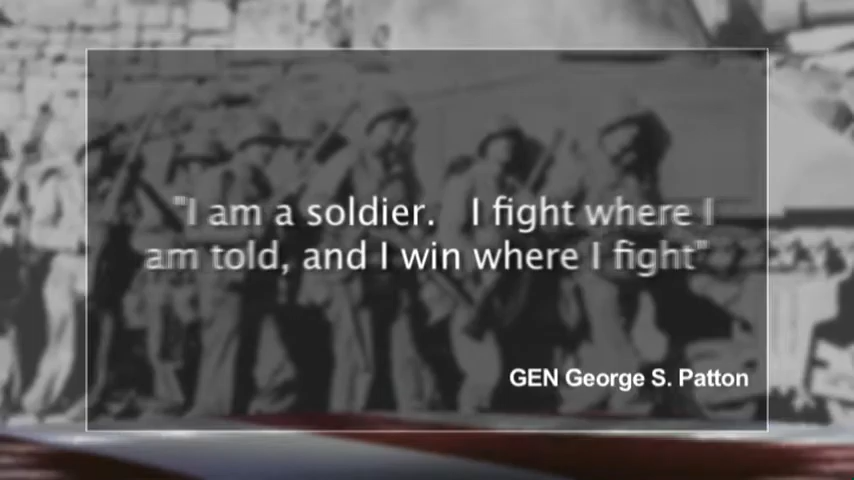 "I am a soldier. I fight where I
am told, and I win where I fight"
GEN George S. Patton